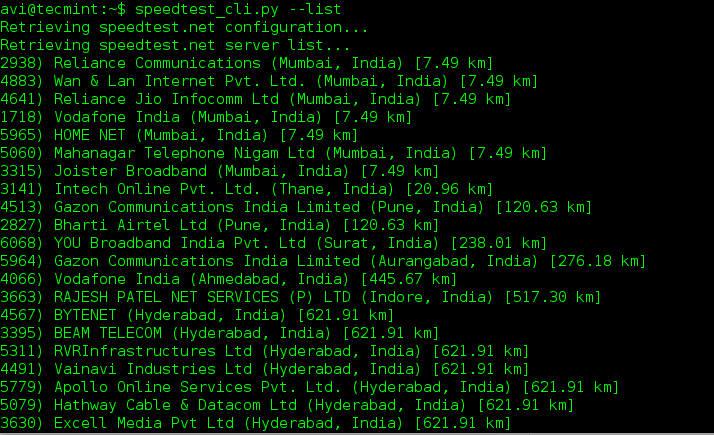 avi@tecmint:~$ speedtest_cli.py --list
Retrieving speedtest.net configuration...
Retrieving speedtest.net server list...
2938) Reliance Communications (Mumbai, India) [7.49 km]
4883) Wan & Lan Internet Pvt. Ltd. (Mumbai, India) [7.49 km]
4641) Reliance Jio Infocomm Ltd (Mumbai, India) [7.49 km]
1718) Vodafone India (Mumbai, India) [7.49 km]
5965) HOME NET (Mumbai, India) [7.49 km]
5060) Mahanagar Telephone Nigam Ltd (Mumbai, India) [7.49 km]
3315) Joister Broadband (Mumbai, India) [7.49 km]
3141) Intech Online Pvt. Ltd. (Thane, India) [20.96 km]
4513) Gazon Communications India Limited (Pune, India) [120.63 km]
2827) Bharti Airtel Ltd (Pune, India) [120.63 km]
6068) YOU Broadband India Pvt. Ltd (Surat, India) [238.01 km]
5964) Gazon Communications India Limited (Aurangabad, India) [276.18 km]
4066) Vodafone India (Ahmedabad, India) [445.67 km]
3663) RAJESH PATEL NET SERVICES (P) LTD (Indore, India) [517.30 km]
4567) BYTENET (Hyderabad, India) [621.91 km]
3395) BEAM TELECOM (Hyderabad, India) [621.91 km]
5311) RVRInfrastructures Ltd (Hyderabad, India) [621.91 km]
4491) Vainavi Industries Ltd (Hyderabad, India) [621.91 km]
5779) Apollo Online Services Pvt. Ltd. (Hyderabad, India) [621.91 km]
5079) Hathway Cable & Datacom Ltd (Hyderabad, India) [621.91 km]
3630) Excell Media Pvt Ltd (Hyderabad, India) [621.91 km]